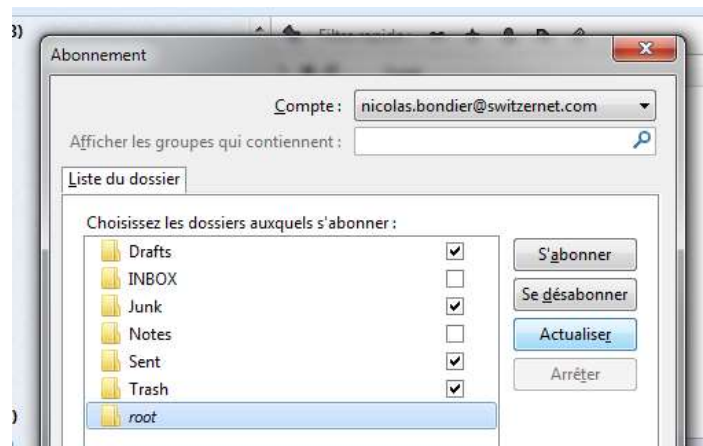 3)
Abonnement
Compte : nicolas.bondier@switzernet.com
Afficher les groupes qui contiennent :
Liste du dossier
Choisissez les dossiers auxquels s'abonner :
Drafts
INBOX
Junk
Notes
Sent
Trash
root
S'abonner
Se désabonner
Actualiser
Arrêter
)